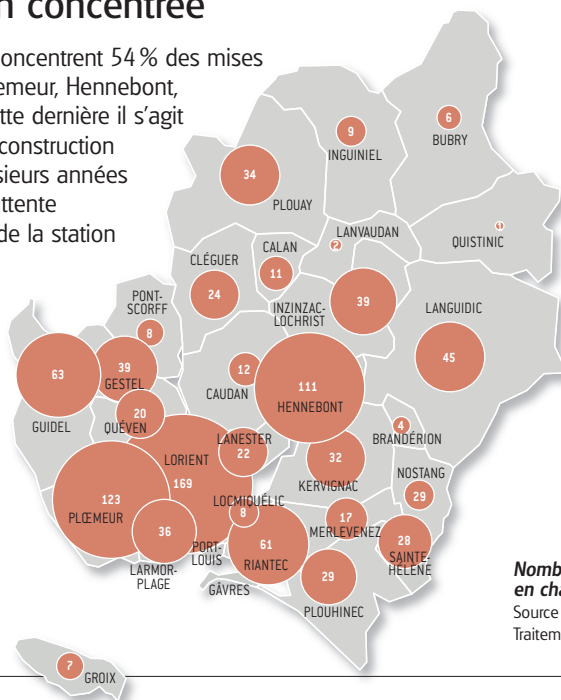 n concentrée
oncentrent 54 % des mises
emeur, Hennebont,
tte dernière il s'agit
construction
sieurs années
ttente
de la station
6
BUBRY
9
INGUINIEL
34
PLOUAY
1
QUISTINIC
2
LANVAUDAN
CALAN
11
CLÉGUER
24
39
INZINZAC-
LOCHRIST
LANGUIDIC
45
PONT-
SCORFF
8
63
GUIDEL
39
GESTEL
12
CAUDAN
111
HENNEBONT
20
QUÉVEN
4
BRANDÉRION
LANESTER
22
LORIENT
169
32
KERVIGNAC
NOSTANG
29
123
PLŒMEUR
LOCMIQUÉLIC
8
17
MERLEVENEZ
36
LARMOR-
PLAGE
PORT-
LOUIS
61
RIANTEC
28
SAINTE-
HÉLÈNE
GÂVRES
29
PLOUHINEC
7
GROIX
Nomb
en cha
Source
Traitem